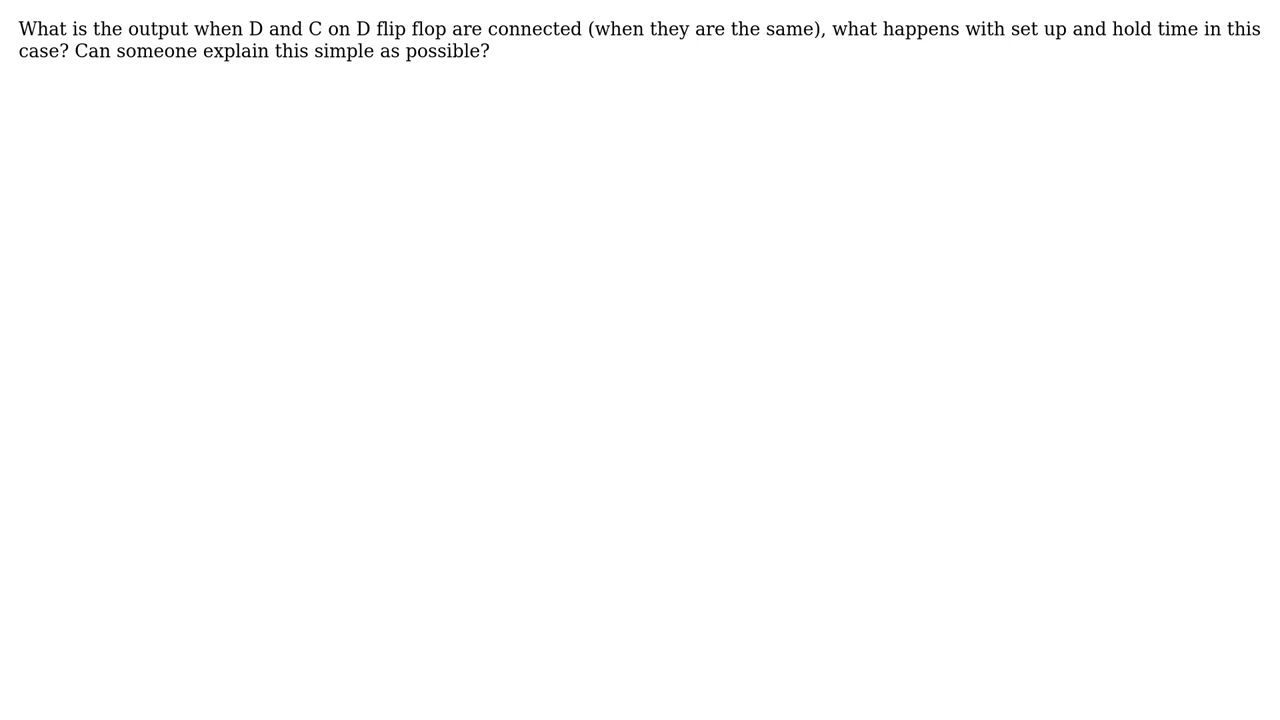 What is the output when D and C on D flip flop are connected (when they are the same), what happens with set up and hold time in this
case? Can someone explain this simple as possible?